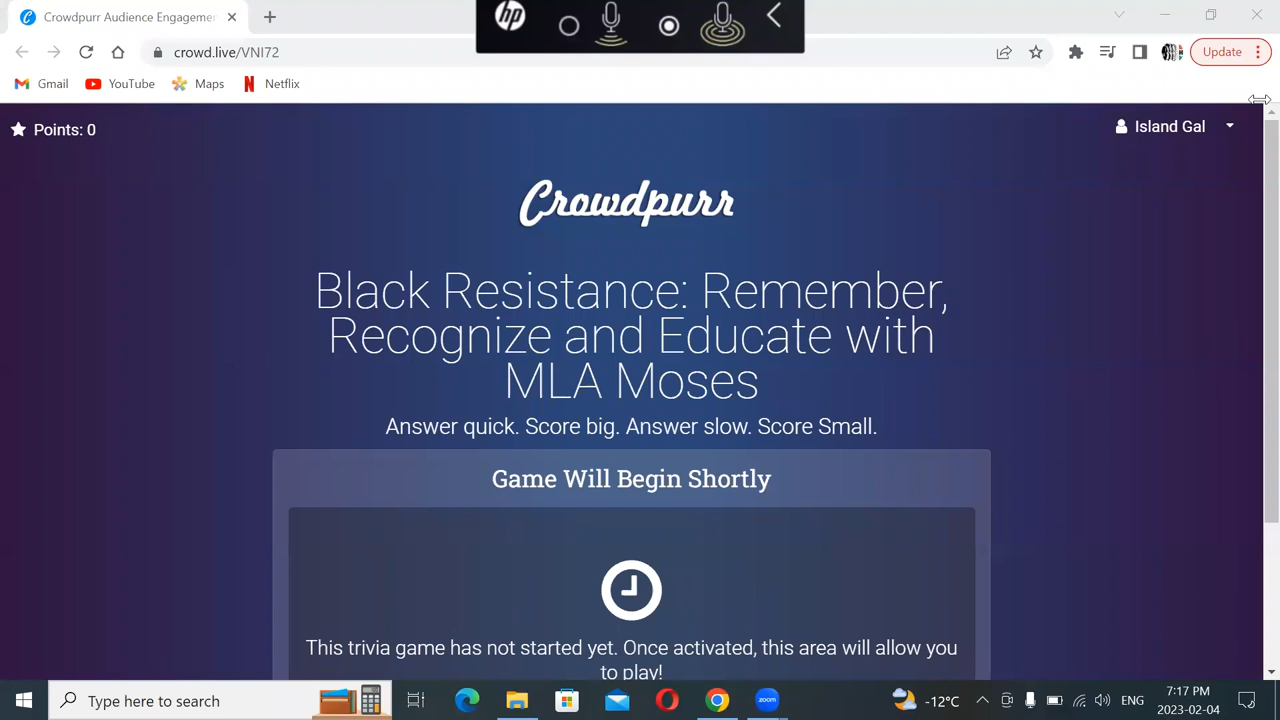 Crowdpurr Audience Engagemen
hp
crowd.live/VNI72
Update
Gmail
YouTube
Maps
Netflix
Points: 0
Island Gal
Crowdpurr
Black Resistance: Remember,
Recognize and Educate with
MLA Moses
Answer quick. Score big. Answer slow. Score Small.
Game Will Begin Shortly
This trivia game has not started yet. Once activated, this area will allow you
to play!
Type here to search
zoom
-12°C
ENG
7:17 PM
2023-02-04